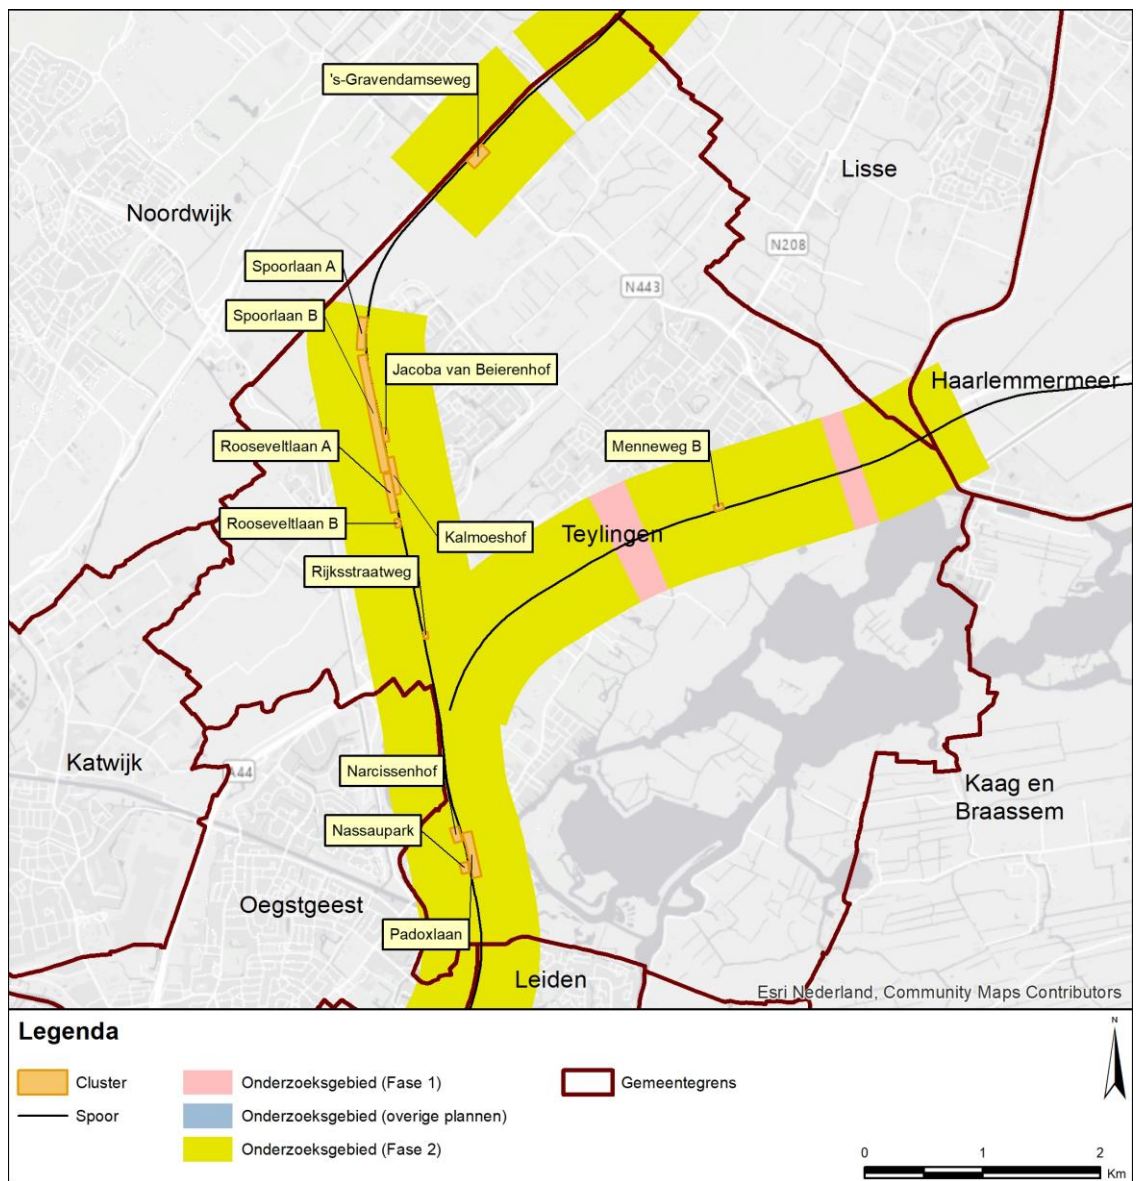 's-Gravendamseweg
Lisse
Noordwijk
N208
Spoorlaan A
N443
Spoorlaan B
Jacoba van Beierenhof
Haarlemmermeer
Rooseveltlaan A
Menneweg B
Rooseveltlaan B
Kalmoeshof
Teylingen
Rijksstraatweg
Katwijk
A44
Narcissenhof
Kaag en
Braassem
Nassaupark
Oegstgeest
Padoxlaan
Leiden
Esri Nederland, Community Maps Contributors
Legenda
N
Cluster
Onderzoeksgebied (Fase 1)
Gemeentegrens
Spoor
Onderzoeksgebied (overige plannen)
Onderzoeksgebied (Fase 2)
0 1 2
Km